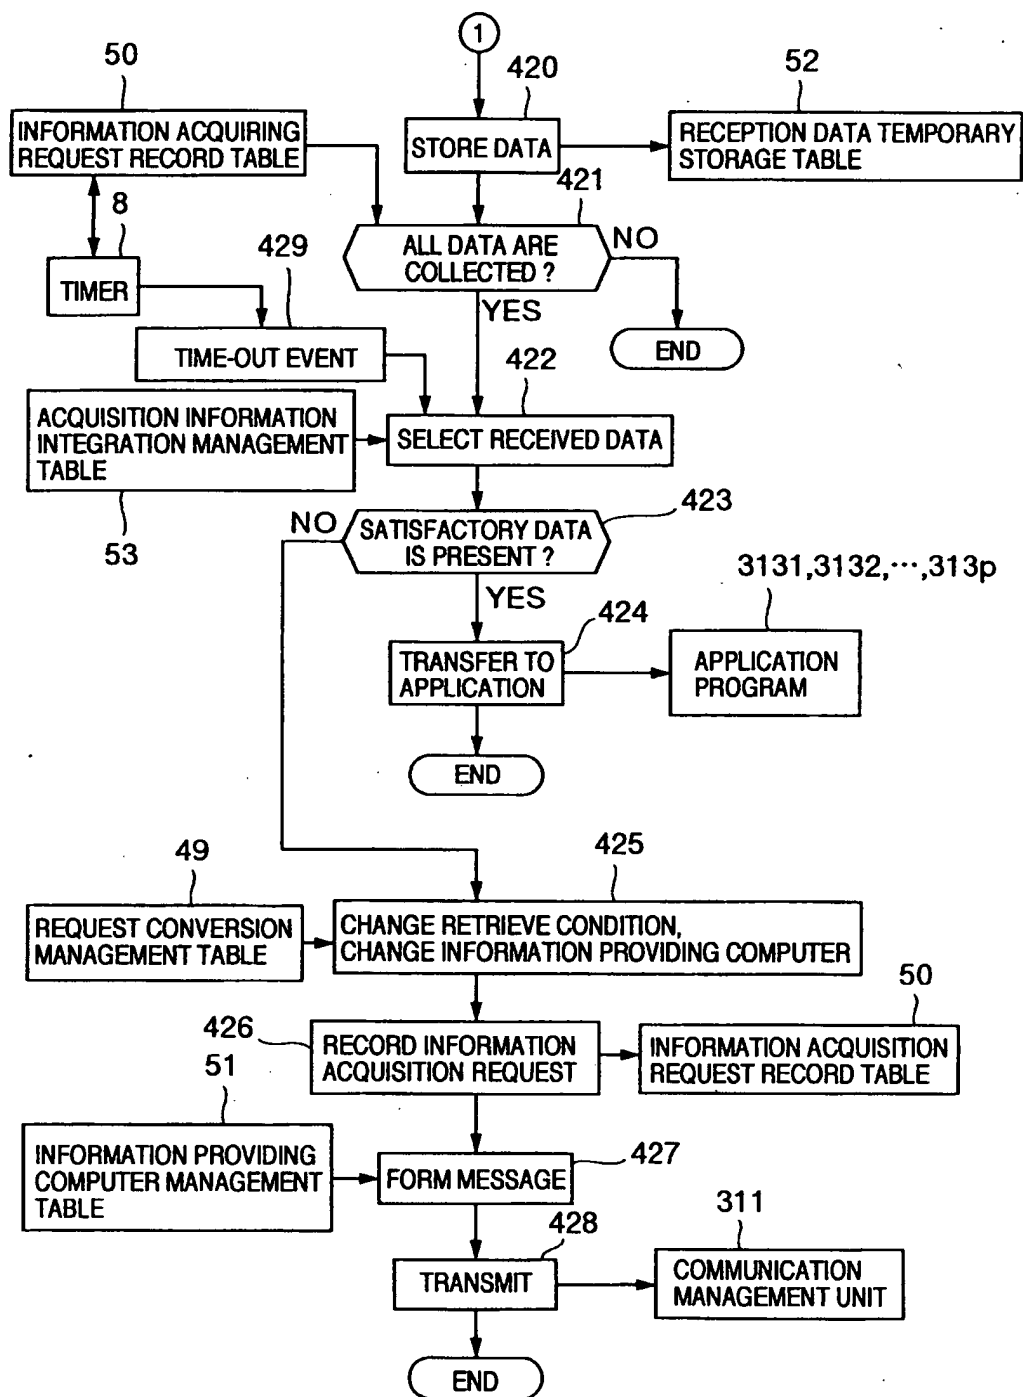 1
50
420
52
INFORMATION ACQUIRING
REQUEST RECORD TABLE
STORE DATA
RECEPTION DATA TEMPORARY
STORAGE TABLE
8
421
429
ALL DATA ARE
COLLECTED ?
NO
TIMER
YES
END
TIME-OUT EVENT
422
ACQUISITION INFORMATION
INTEGRATION MANAGEMENT
TABLE
SELECT RECEIVED DATA
53
NO
SATISFACTORY DATA
IS PRESENT ?
423
3131,3132,···,313p
YES
424
TRANSFER TO
APPLICATION
APPLICATION
PROGRAM
END
49
425
REQUEST CONVERSION
MANAGEMENT TABLE
CHANGE RETRIEVE CONDITION,
CHANGE INFORMATION PROVIDING COMPUTER
50
426
RECORD INFORMATION
ACQUISITION REQUEST
INFORMATION ACQUISITION
REQUEST RECORD TABLE
51
INFORMATION PROVIDING
COMPUTER MANAGEMENT
TABLE
FORM MESSAGE
427
428
311
TRANSMIT
COMMUNICATION
MANAGEMENT UNIT
END